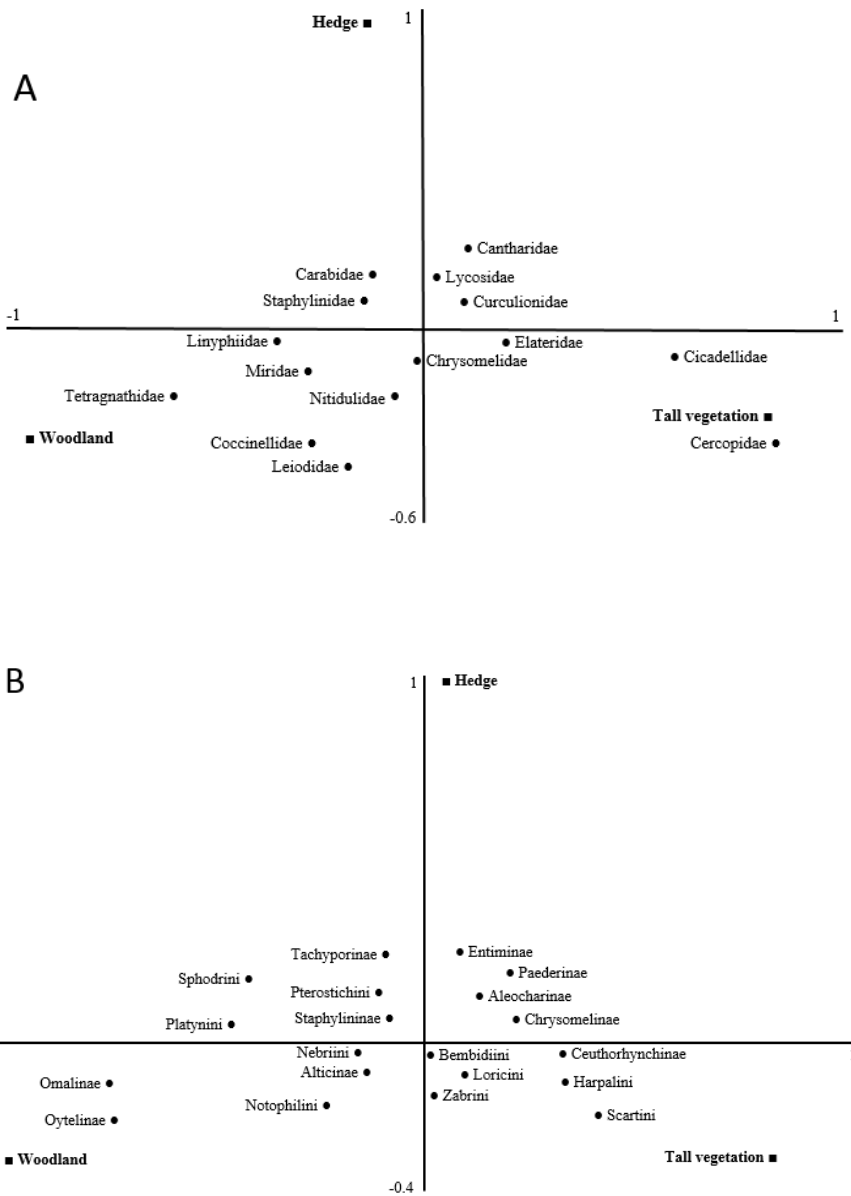 Hedge
1
A
Cantharidae
Carabidae
Lycosidae
Staphylinidae
Curculionidae
-1
1
Linyphiidae
Elateridae
Chrysomelidae
Cicadellidae
Miridae
Tetragnathidae
Nitidulidae
Tall vegetation
Woodland
Coccinellidae
Cercopidae
Leiodidae
-0.6
B
1
Hedge
Tachyporinae
Entiminae
Sphodrini
Paederinae
Pterostichini
Aleocharinae
Staphylininae
Chrysomelinae
Platynini
Nebriini
Bembidiini
Ceuthorhynchinae
Alticinae
Loricini
Omalinae
Harpalini
Zabrini
Notophilini
Oytelinae
Scartini
Woodland
Tall vegetation
-0.4